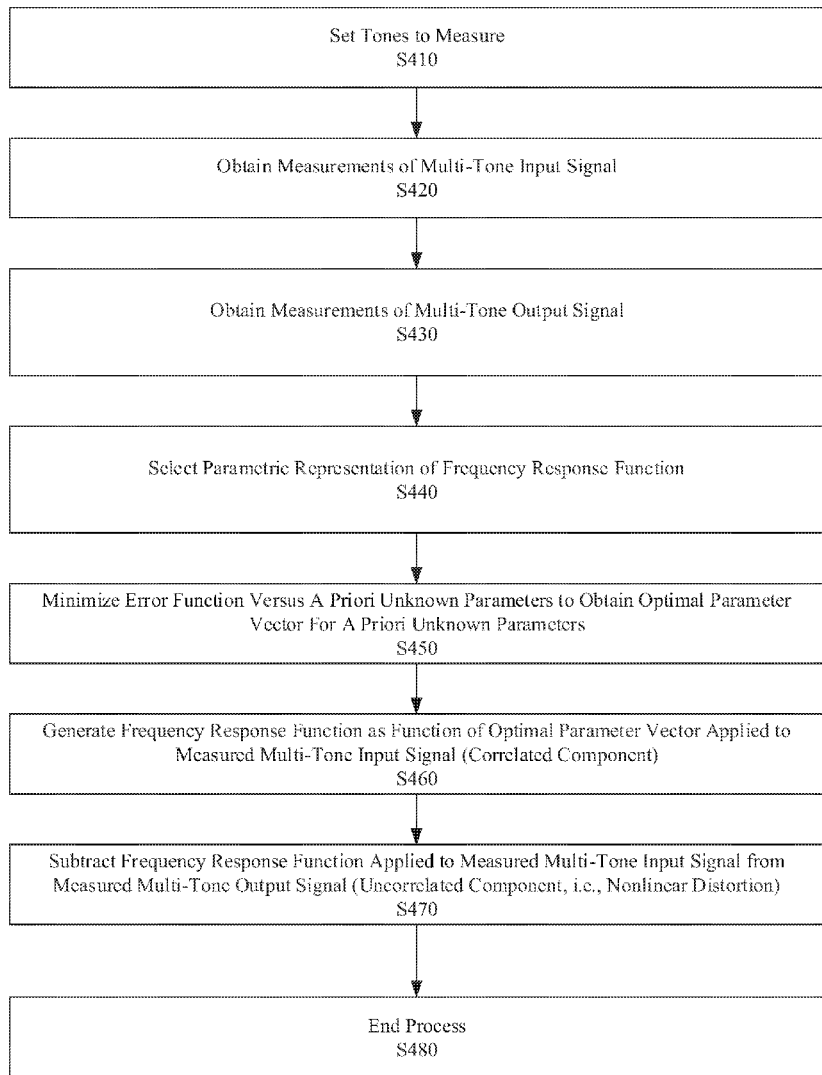 Set Tones to Measure
S410
Obtain Measurements of Multi-Tone Input Signal
S420
Obtain Measurements of Multi-Tone Output Signal
S430
Select Parametric Representation of Frequency Response Function
S440
Minimize Error Function Versus A Priori Unknown Parameters to Obtain Optimal Parameter
Vector For A Priori Unknown Parameters
S450
Generate Frequency Response Function as Function of Optimal Parameter Vector Applied to
Measured Multi-Tone Input Signal (Correlated Component)
S460
Subtract Frequency Response Function Applied to Measured Multi-Tone Input Signal from
Measured Multi-Tone Output Signal (Uncorrelated Component, i.e., Nonlinear Distortion)
S470
End Process
S480